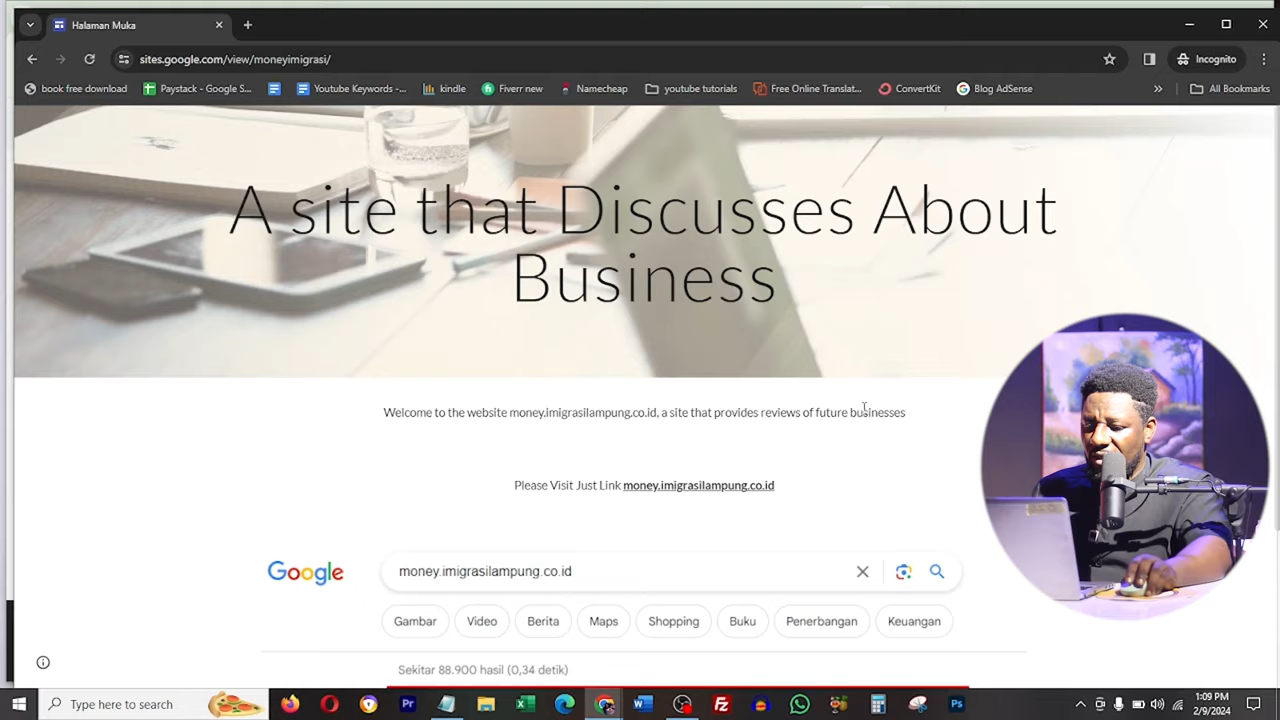 Halaman Muka
sites.google.com/view/moneyimigrasi/
Incognito
book free download
Paystack - Google S...
Youtube Keywords -...
kindle
Fiverr new
Namecheap
youtube tutorials
Free Online Translat...
ConvertKit
Blog AdSense
All Bookmarks
A site that Discusses About
Business
Welcome to the website money.imigrasilampung.co.id, a site that provides reviews of future businesses
Please Visit Just Link money.imigrasilampung.co.id
Google
money.imigrasilampung.co.id
Gambar
Video
Berita
Maps
Shopping
Buku
Penerbangan
Keuangan
Sekitar 88.900 hasil (0,34 detik)
Type here to search
1:09 PM
2/9/2024